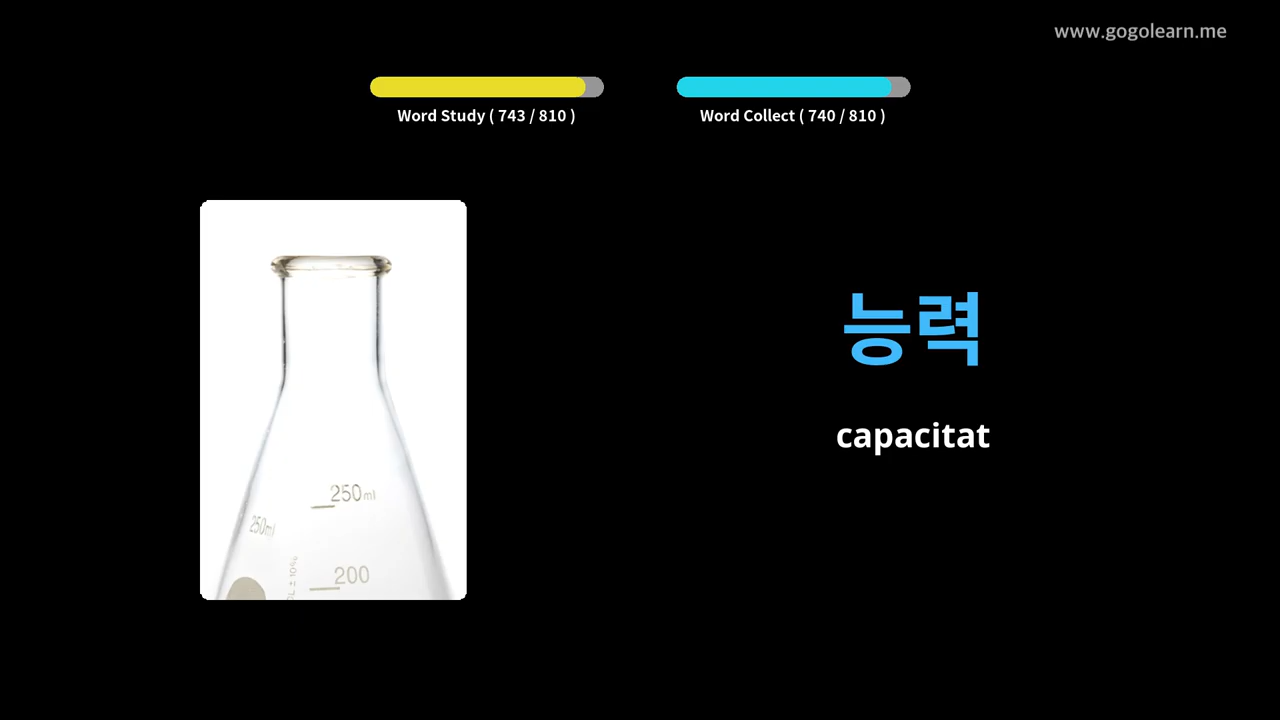 www.gogolearn.me
Word Study ( 743 / 810 )
Word Collect ( 740 / 810 )
능력
capacitat
250ml
250ml
200